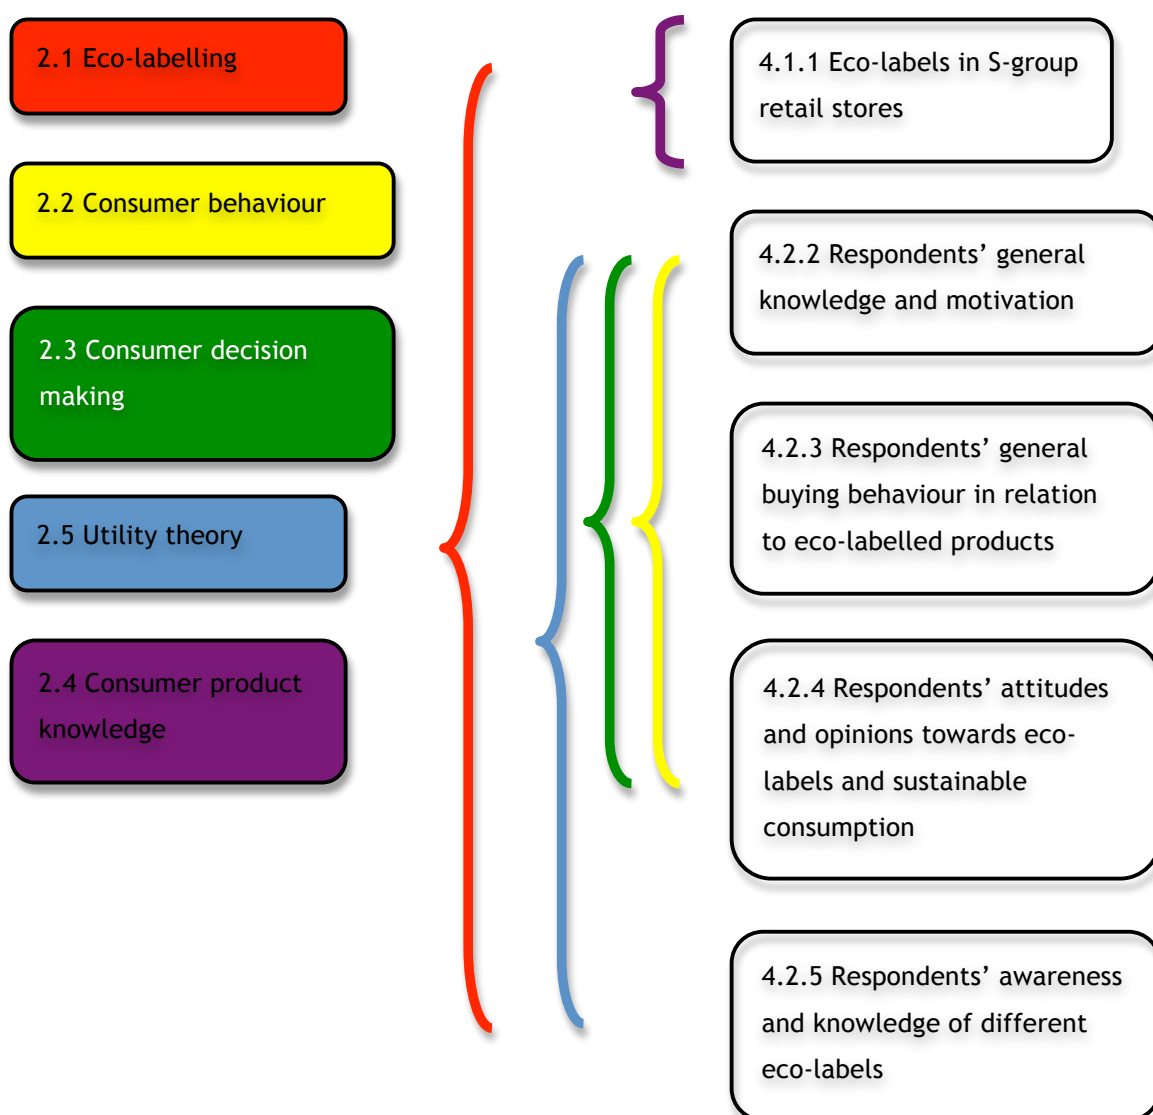 2.1 Eco-labelling
2.2 Consumer behaviour
2.3 Consumer decision
making
2.5 Utility theory
2.4 Consumer product
knowledge
4.1.1 Eco-labels in S-group
retail stores
4.2.2 Respondents’ general
knowledge and motivation
4.2.3 Respondents’ general
buying behaviour in relation
to eco-labelled products
4.2.4 Respondents’ attitudes
and opinions towards eco-
labels and sustainable
consumption
4.2.5 Respondents’ awareness
and knowledge of different
eco-labels